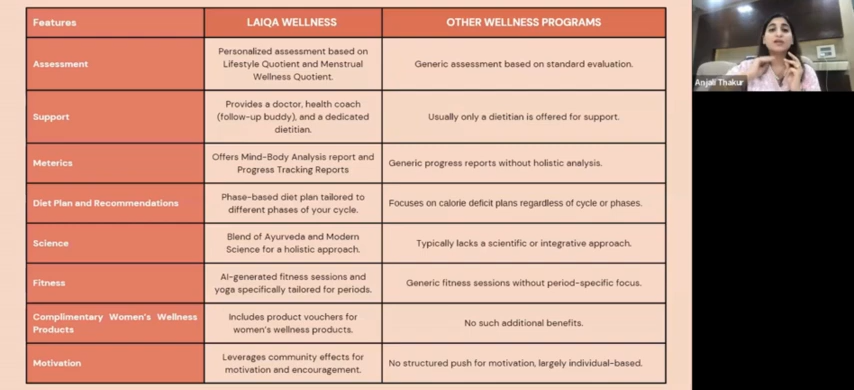 Features LAIQA WELLNESS OTHER WELLNESS PROGRAMS
Assessment
Personalized assessment based on
Lifestyle Quotient and Menstrual
Wellness Quotient.
Generic assessment based on standard evaluation.
Support
Provides a doctor, health coach
(follow-up buddy), and a dedicated
dietitian.
Usually only a dietitian is offered for support.
Meterics
Offers Mind-Body Analysis report and
Progress Tracking Reports
Generic progress reports without holistic analysis.
Diet Plan and Recommendations
Phase-based diet plan tailored to
different phases of your cycle.
Focuses on calorie deficit plans regardless of cycle or phases.
Science
Blend of Ayurveda and Modern
Science for a holistic approach.
Typically lacks a scientific or integrative approach.
Fitness
AI-generated fitness sessions and
yoga specifically tailored for periods.
Generic fitness sessions without period-specific focus.
Complimentary Women's Wellness
Products
Includes product vouchers for
women's wellness products.
No such additional benefits.
Motivation
Leverages community effects for
motivation and encouragement.
No structured push for motivation, largely individual-based.
Anjali Thakur